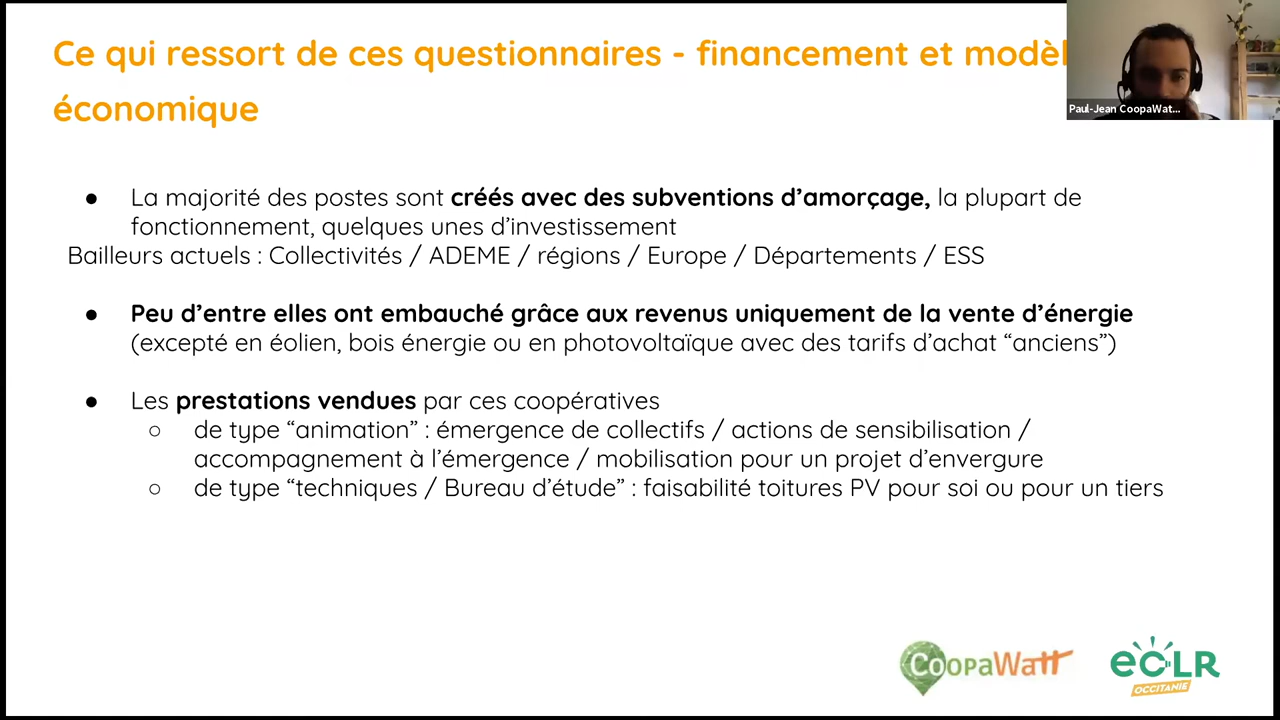 Ce qui ressort de ces questionnaires - financement et modèl
économique
Paul-Jean CoopaWat...
● La majorité des postes sont créés avec des subventions d’amorçage, la plupart de
fonctionnement, quelques unes d’investissement
Bailleurs actuels : Collectivités / ADEME / régions / Europe / Départements / ESS
● Peu d’entre elles ont embauché grâce aux revenus uniquement de la vente d’énergie
(excepté en éolien, bois énergie ou en photovoltaïque avec des tarifs d’achat “anciens”)
● Les prestations vendues par ces coopératives
○ de type “animation” : émergence de collectifs / actions de sensibilisation /
accompagnement à l’émergence / mobilisation pour un projet d’envergure
○ de type “techniques / Bureau d’étude” : faisabilité toitures PV pour soi ou pour un tiers
CoopaWatt
eCLR
OCCITANIE